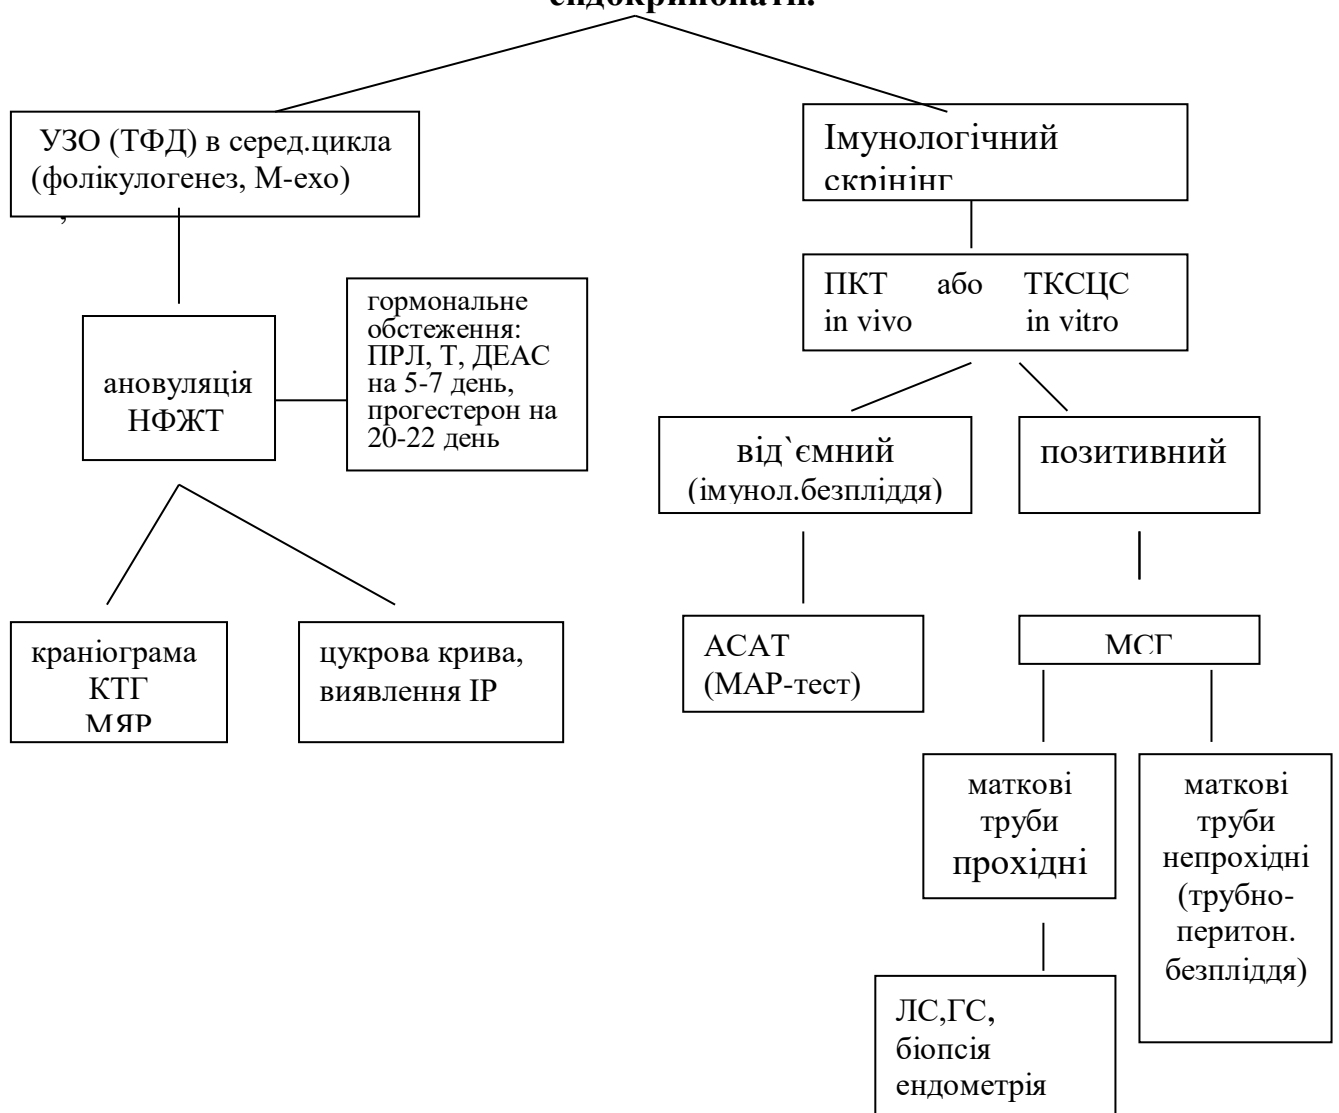 ендокринопатії.
УЗО (ТФД) в серед.цикла
(фолікулогенез, М-ехо)
,
Імунологічний
скрінінг
ПКТ або ТКСЦС
in vivo in vitro
гормональне
обстеження:
ПРЛ, Т, ДЕАС
на 5-7 день,
прогестерон на
20-22 день
ановуляція
НФЖТ
від`ємний
(імунол.безпліддя)
позитивний
краніограма
КТГ
МЯР
цукрова крива,
виявлення ІР
АСАТ
(МАР-тест)
МСГ
маткові
труби
прохідні
маткові
труби
непрохідні
(трубно-
перитон.
безпліддя)
ЛС,ГС,
біопсія
ендометрія